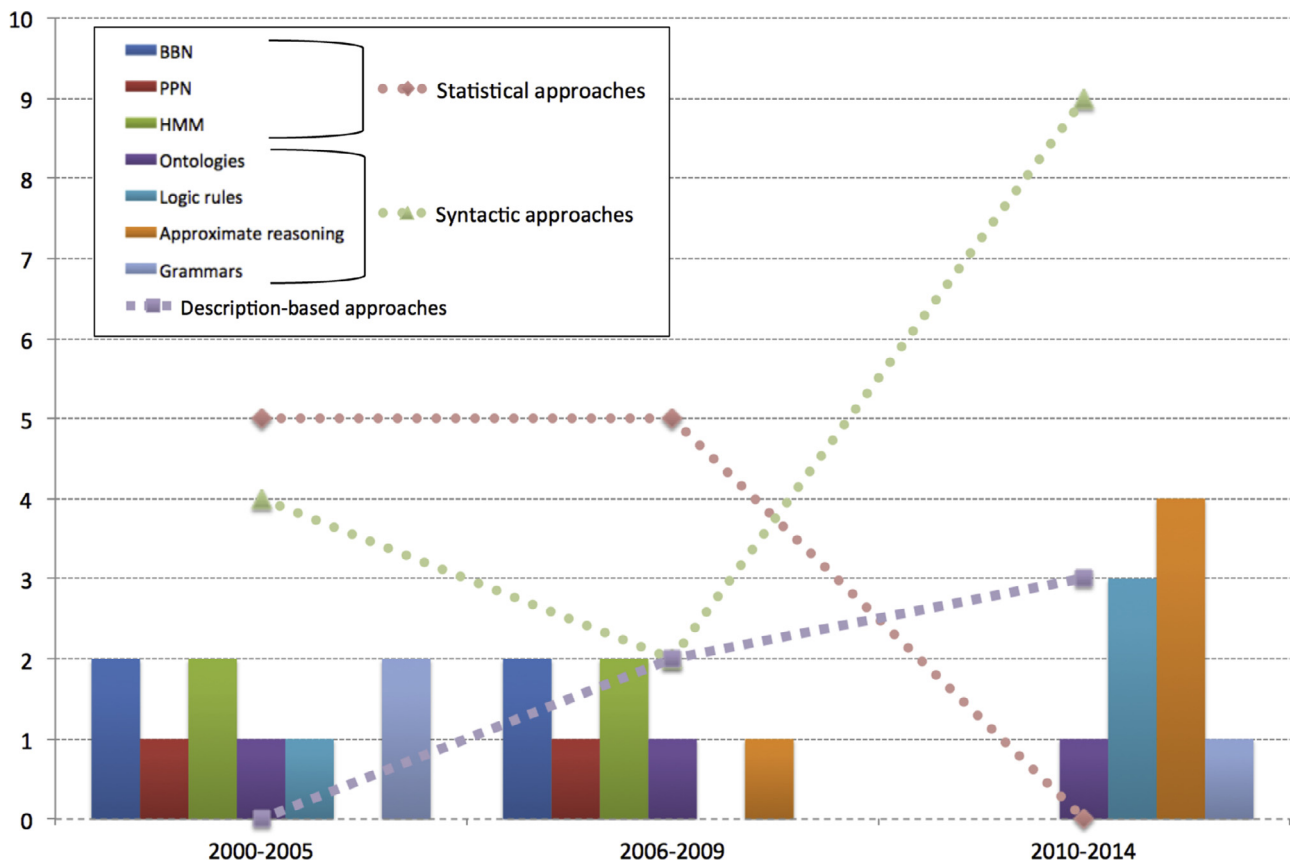 10
9
8
7
6
5
4
3
2
1
0
BBN
PPN
HMM
Ontologies
Logic rules
Approximate reasoning
Grammars
Statistical approaches
Syntactic approaches
Description-based approaches
2000-2005
2006-2009
2010-2014